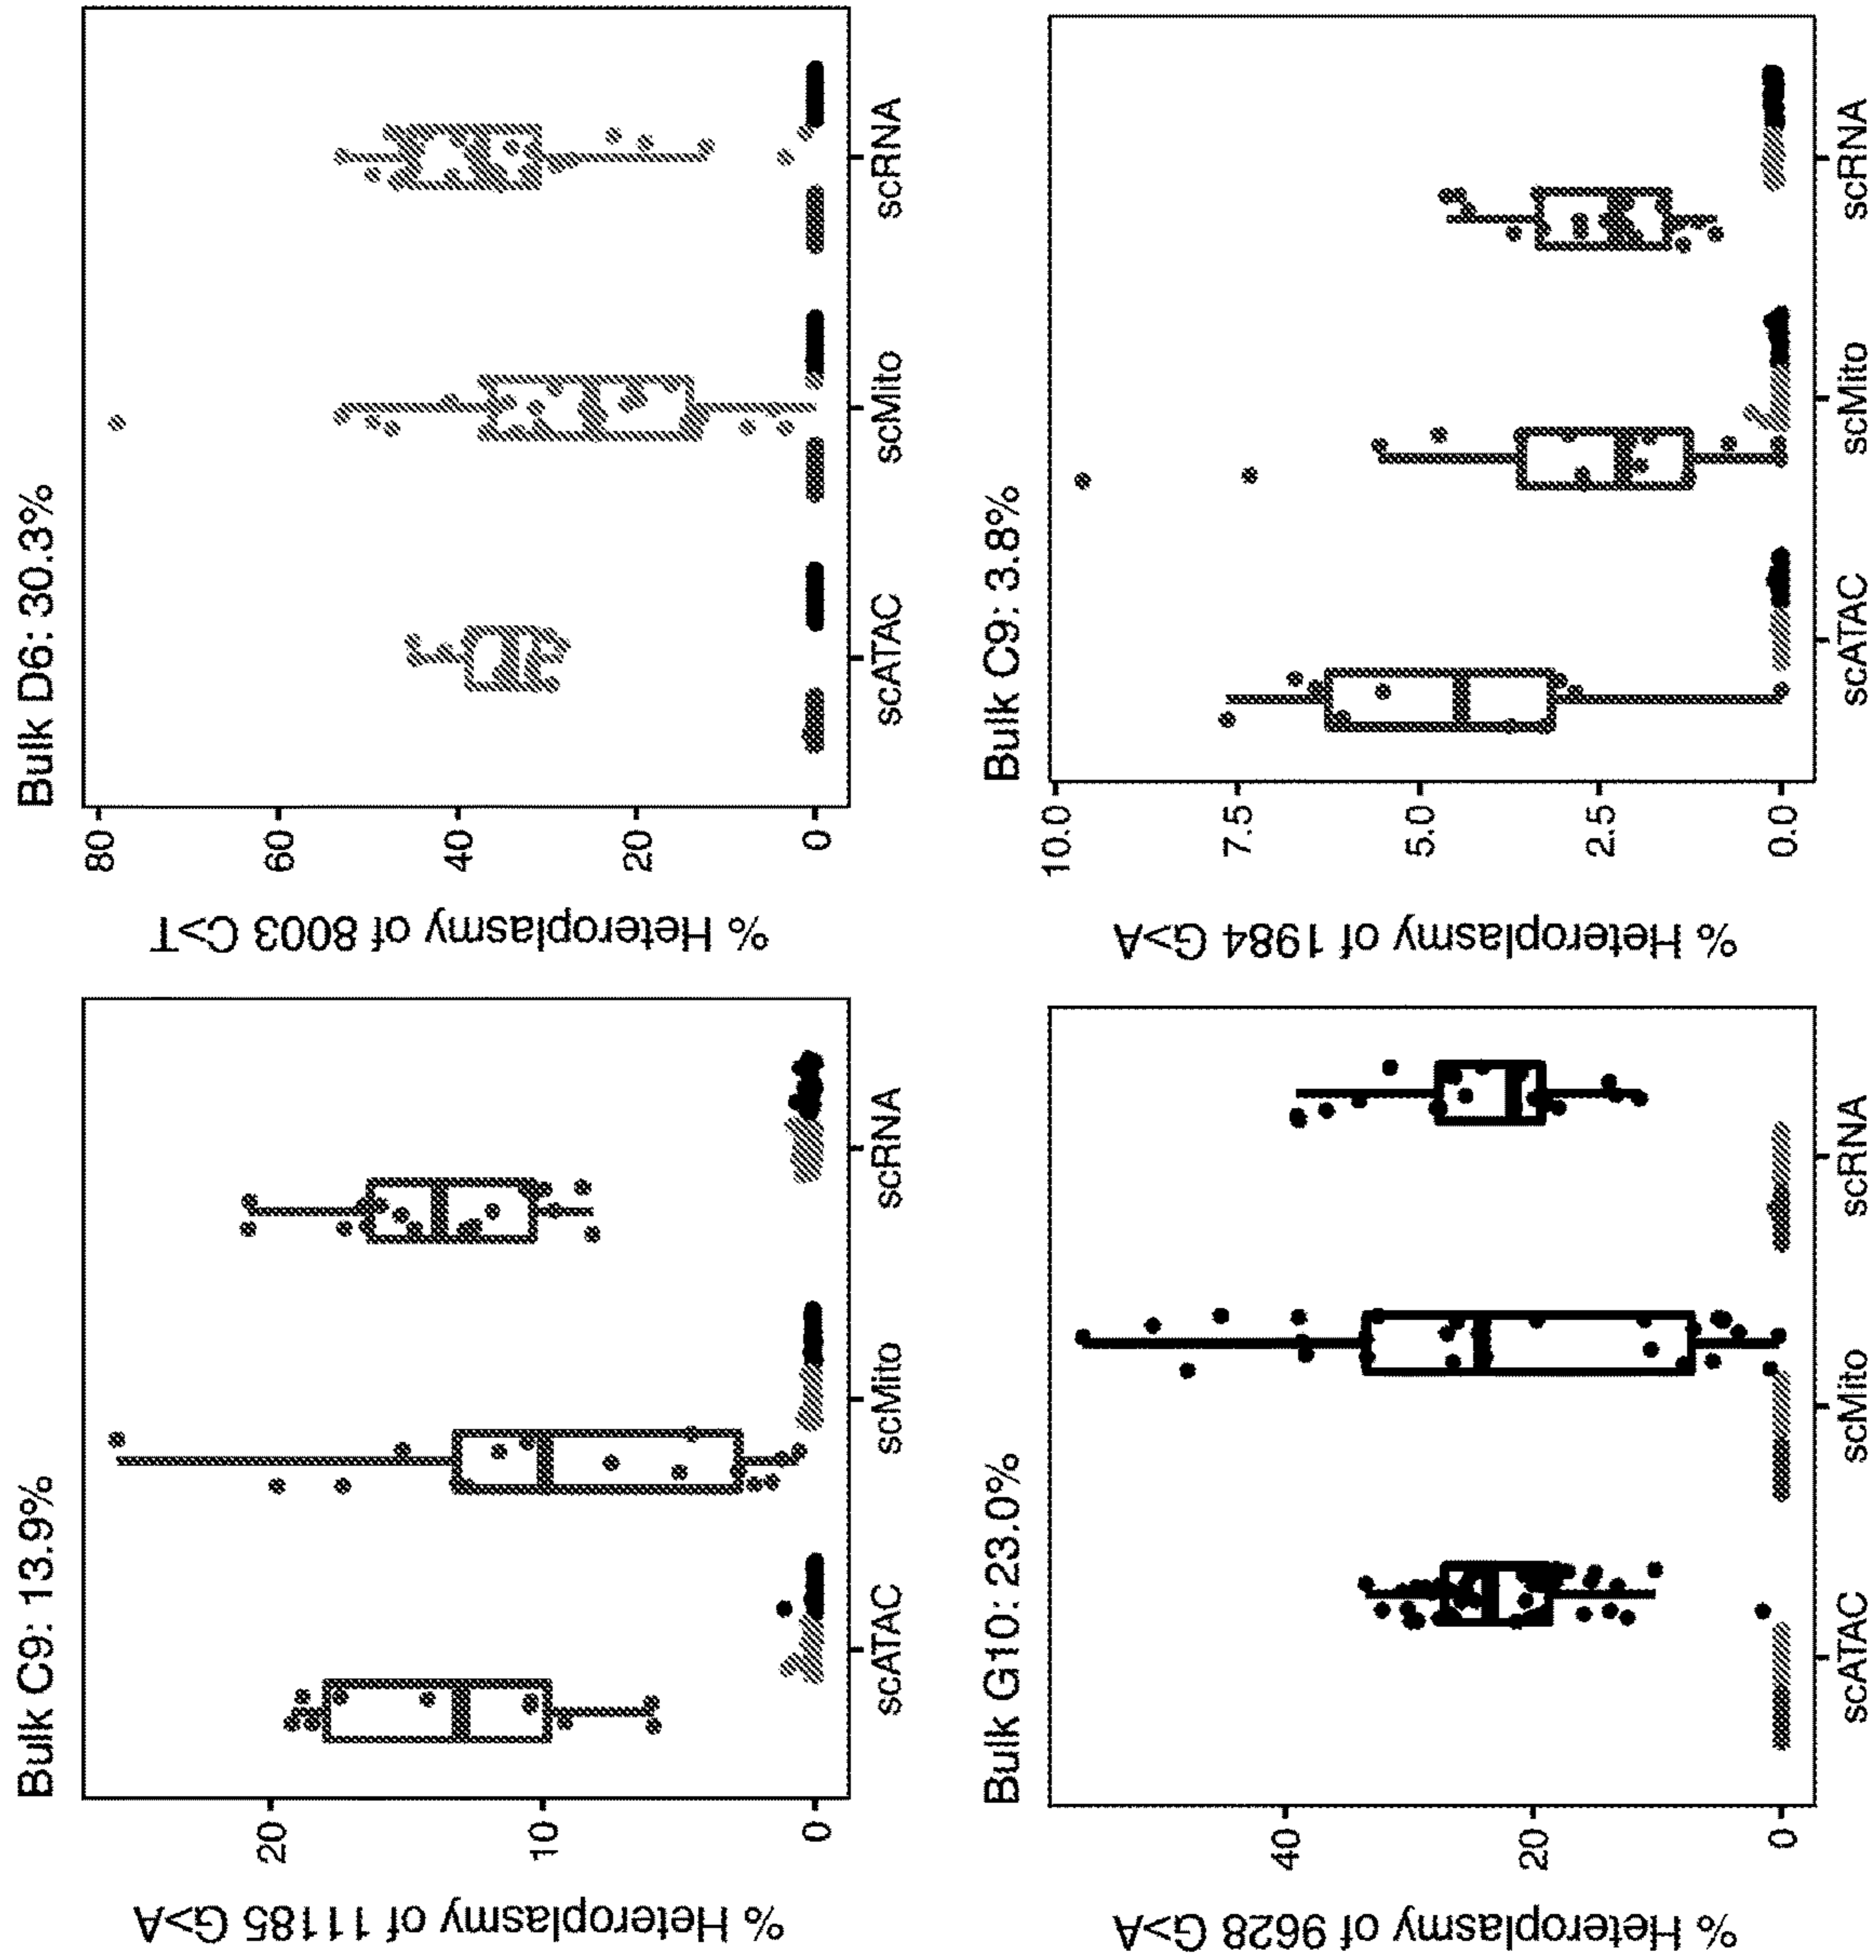 Bulk C9: 13.9%
% Heteroplasmy of 11185 G>A
20
10
0
scATAC
scMito
scRNA
Bulk D6: 30.3%
% Heteroplasmy of 8003 C>T
80
60
40
20
0
scATAC
scMito
scRNA
Bulk G10: 23.0%
% Heteroplasmy of 9628 G>A
40
20
0
scATAC
scMito
scRNA
Bulk C9: 3.8%
% Heteroplasmy of 1984 G>A
10.0
7.5
5.0
2.5
0.0
scATAC
scMito
scRNA